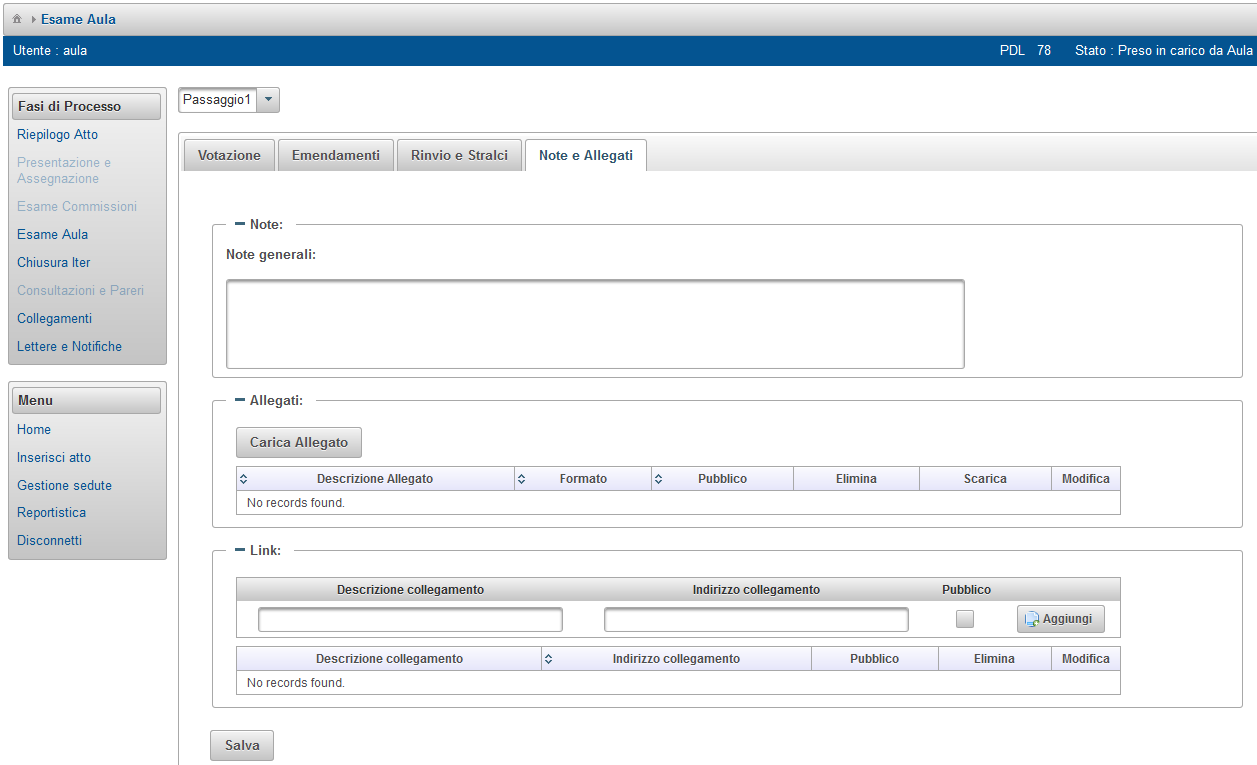 Esame Aula
Utente : aula PDL 78 Stato : Preso in carico da Aula
Fasi di Processo
Riepilogo Atto
Presentazione e
Assegnazione
Esame Commissioni
Esame Aula
Chiusura Iter
Consultazioni e Pareri
Collegamenti
Lettere e Notifiche
Menu
Home
Inserisci atto
Gestione sedute
Reportistica
Disconnetti
Passaggio1
Votazione Emendamenti Rinvio e Stralci Note e Allegati
Note:
Note generali:
Allegati:
Carica Allegato
Descrizione Allegato Formato Pubblico Elimina Scarica Modifica
No records found.
Link:
Descrizione collegamento Indirizzo collegamento Pubblico
Aggiungi
Descrizione collegamento Indirizzo collegamento Pubblico Elimina Modifica
No records found.
Salva